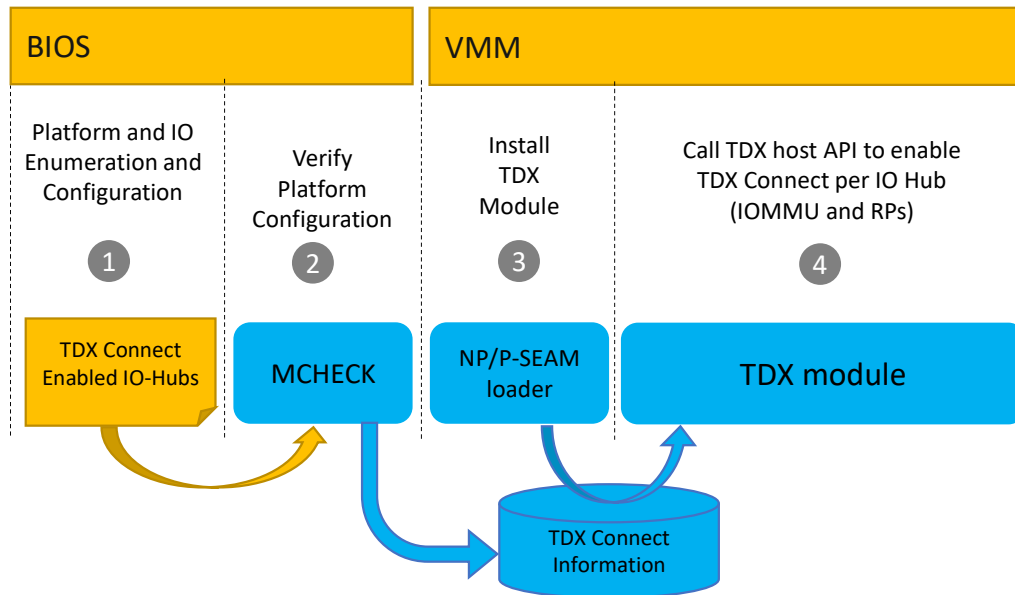 BIOS
VMM
Platform and IO
Enumeration and
Configuration
1
Verify
Platform
Configuration
2
Install
TDX
Module
3
Call TDX host API to enable
TDX Connect per IO Hub
(IOMMU and RPs)
4
TDX Connect
Enabled IO-Hubs
MCHECK
NP/P-SEAM
loader
TDX module
TDX Connect
Information